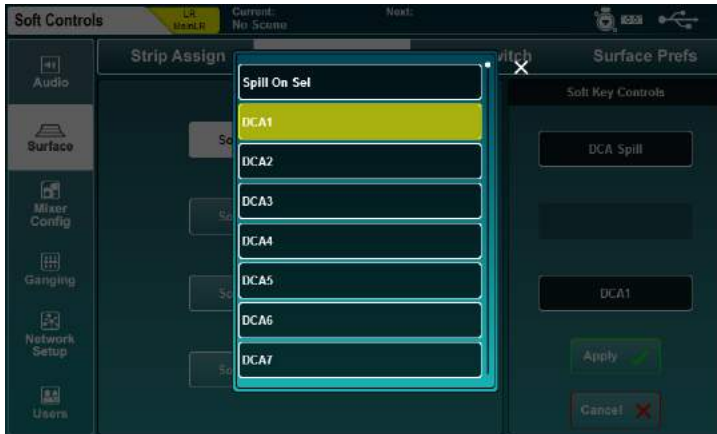 Soft Controls
LR
MainLR
Current:
No Scene
Next:
Strip Assign
Surface Prefs
Audio
Surface
Mixer
Config
Ganging
Network
Setup
Users
Spill On Sel
DCA1
DCA2
DCA3
DCA4
DCA5
DCA6
DCA7
Soft Key Controls
DCA Spill
DCA1
Apply
Cancel